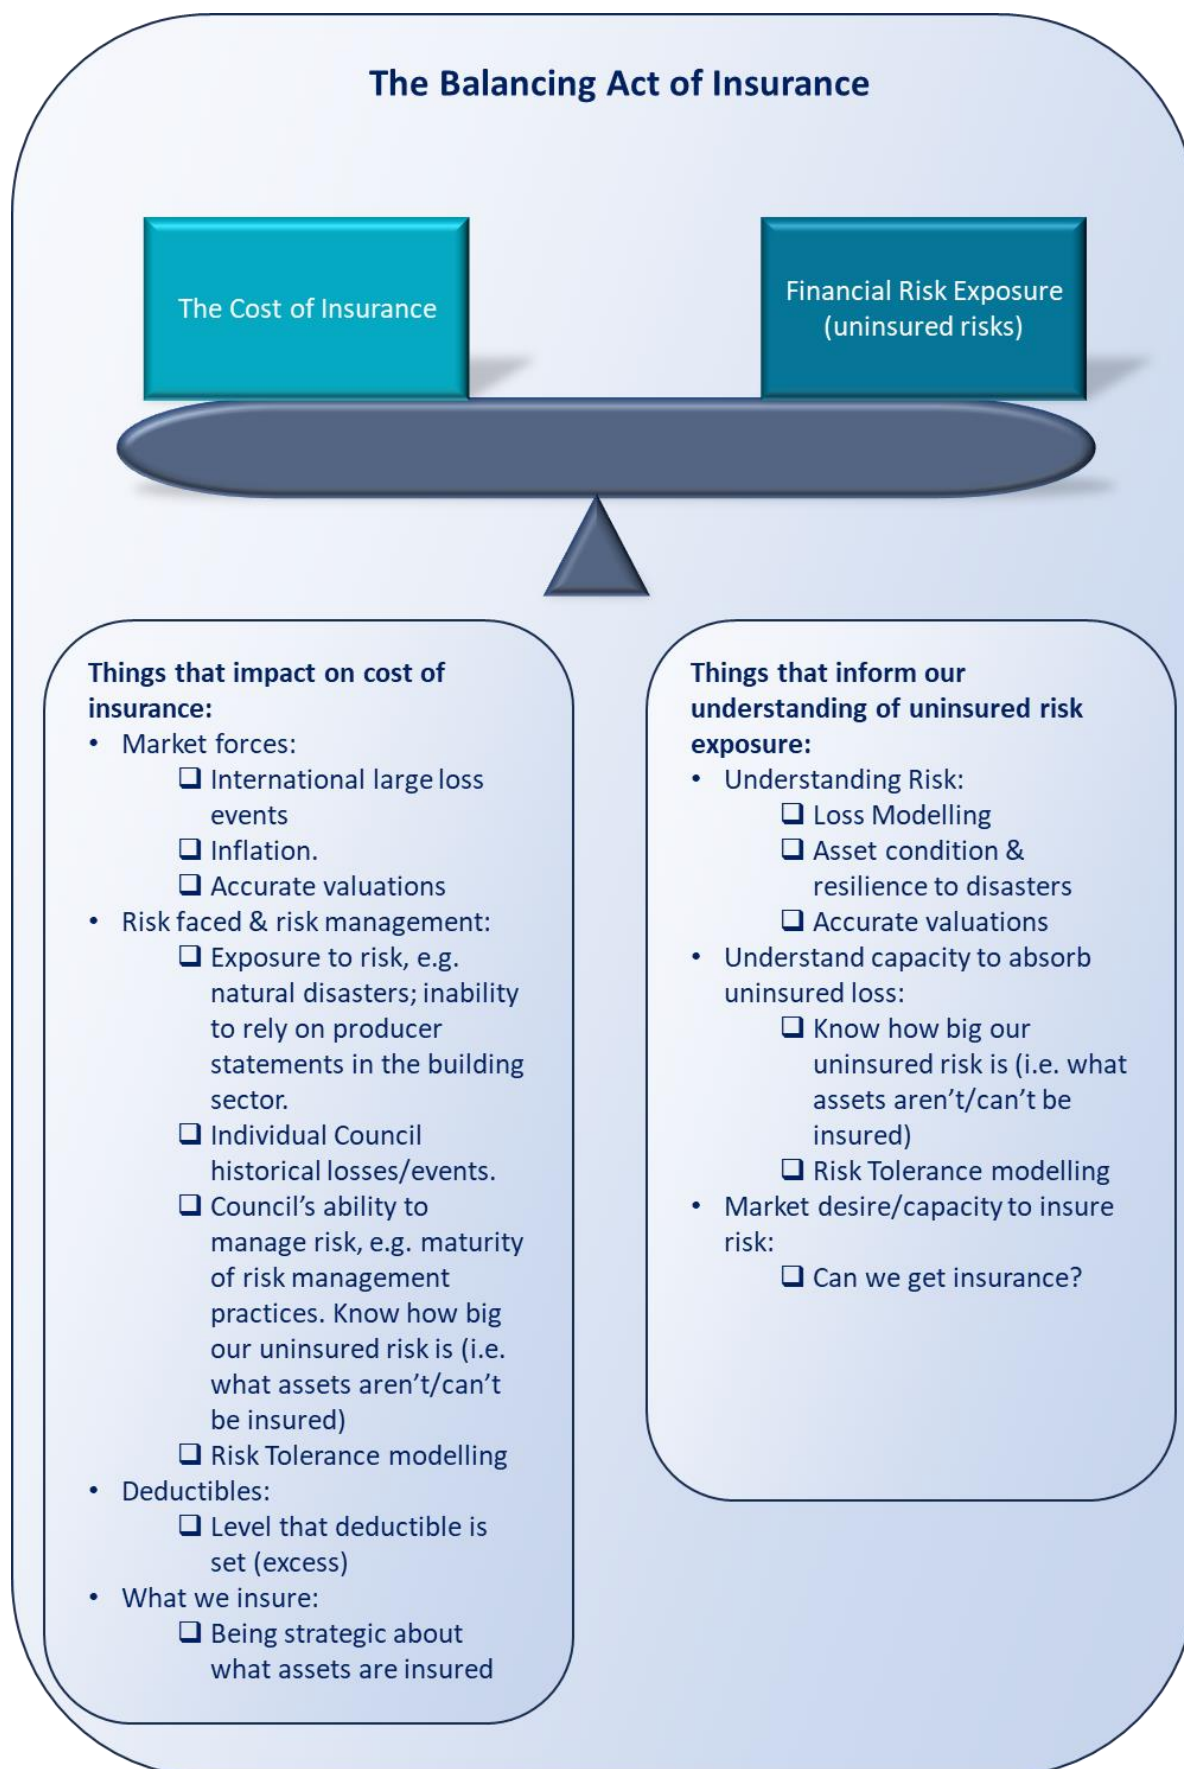 The Balancing Act of Insurance
The Cost of Insurance
Financial Risk Exposure
(uninsured risks)
Things that impact on cost of
insurance:
• Market forces:
❑ International large loss
events
❑ Inflation.
❑ Accurate valuations
• Risk faced & risk management:
❑ Exposure to risk, e.g.
natural disasters; inability
to rely on producer
statements in the building
sector.
❑ Individual Council
historical losses/events.
❑ Council’s ability to
manage risk, e.g. maturity
of risk management
practices. Know how big
our uninsured risk is (i.e.
what assets aren’t/can’t
be insured)
❑ Risk Tolerance modelling
• Deductibles:
❑ Level that deductible is
set (excess)
• What we insure:
❑ Being strategic about
what assets are insured
Things that inform our
understanding of uninsured risk
exposure:
• Understanding Risk:
❑ Loss Modelling
❑ Asset condition &
resilience to disasters
❑ Accurate valuations
• Understand capacity to absorb
uninsured loss:
❑ Know how big our
uninsured risk is (i.e. what
assets aren’t/can’t be
insured)
❑ Risk Tolerance modelling
• Market desire/capacity to insure
risk:
❑ Can we get insurance?